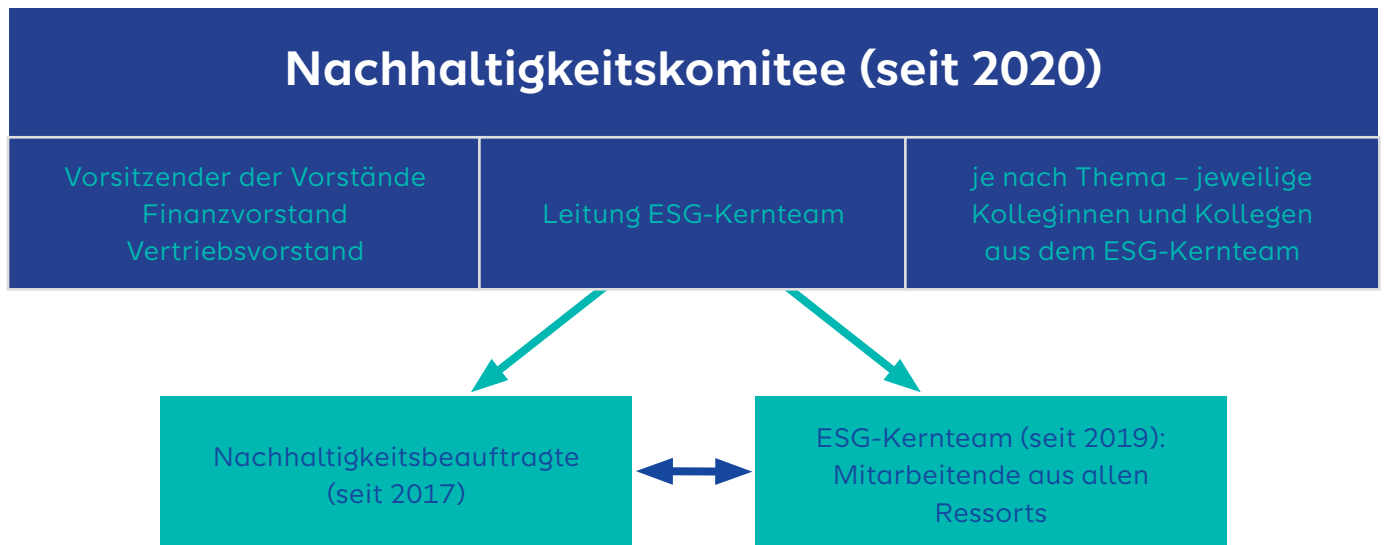 Nachhaltigkeitskomitee (seit 2020)
Vorsitzender der Vorstände
Finanzvorstand
Vertriebsvorstand
Leitung ESG-Kernteam
je nach Thema – jeweilige
Kolleginnen und Kollegen
aus dem ESG-Kernteam
Nachhaltigkeitsbeauftragte
(seit 2017)
ESG-Kernteam (seit 2019):
Mitarbeitende aus allen
Ressorts